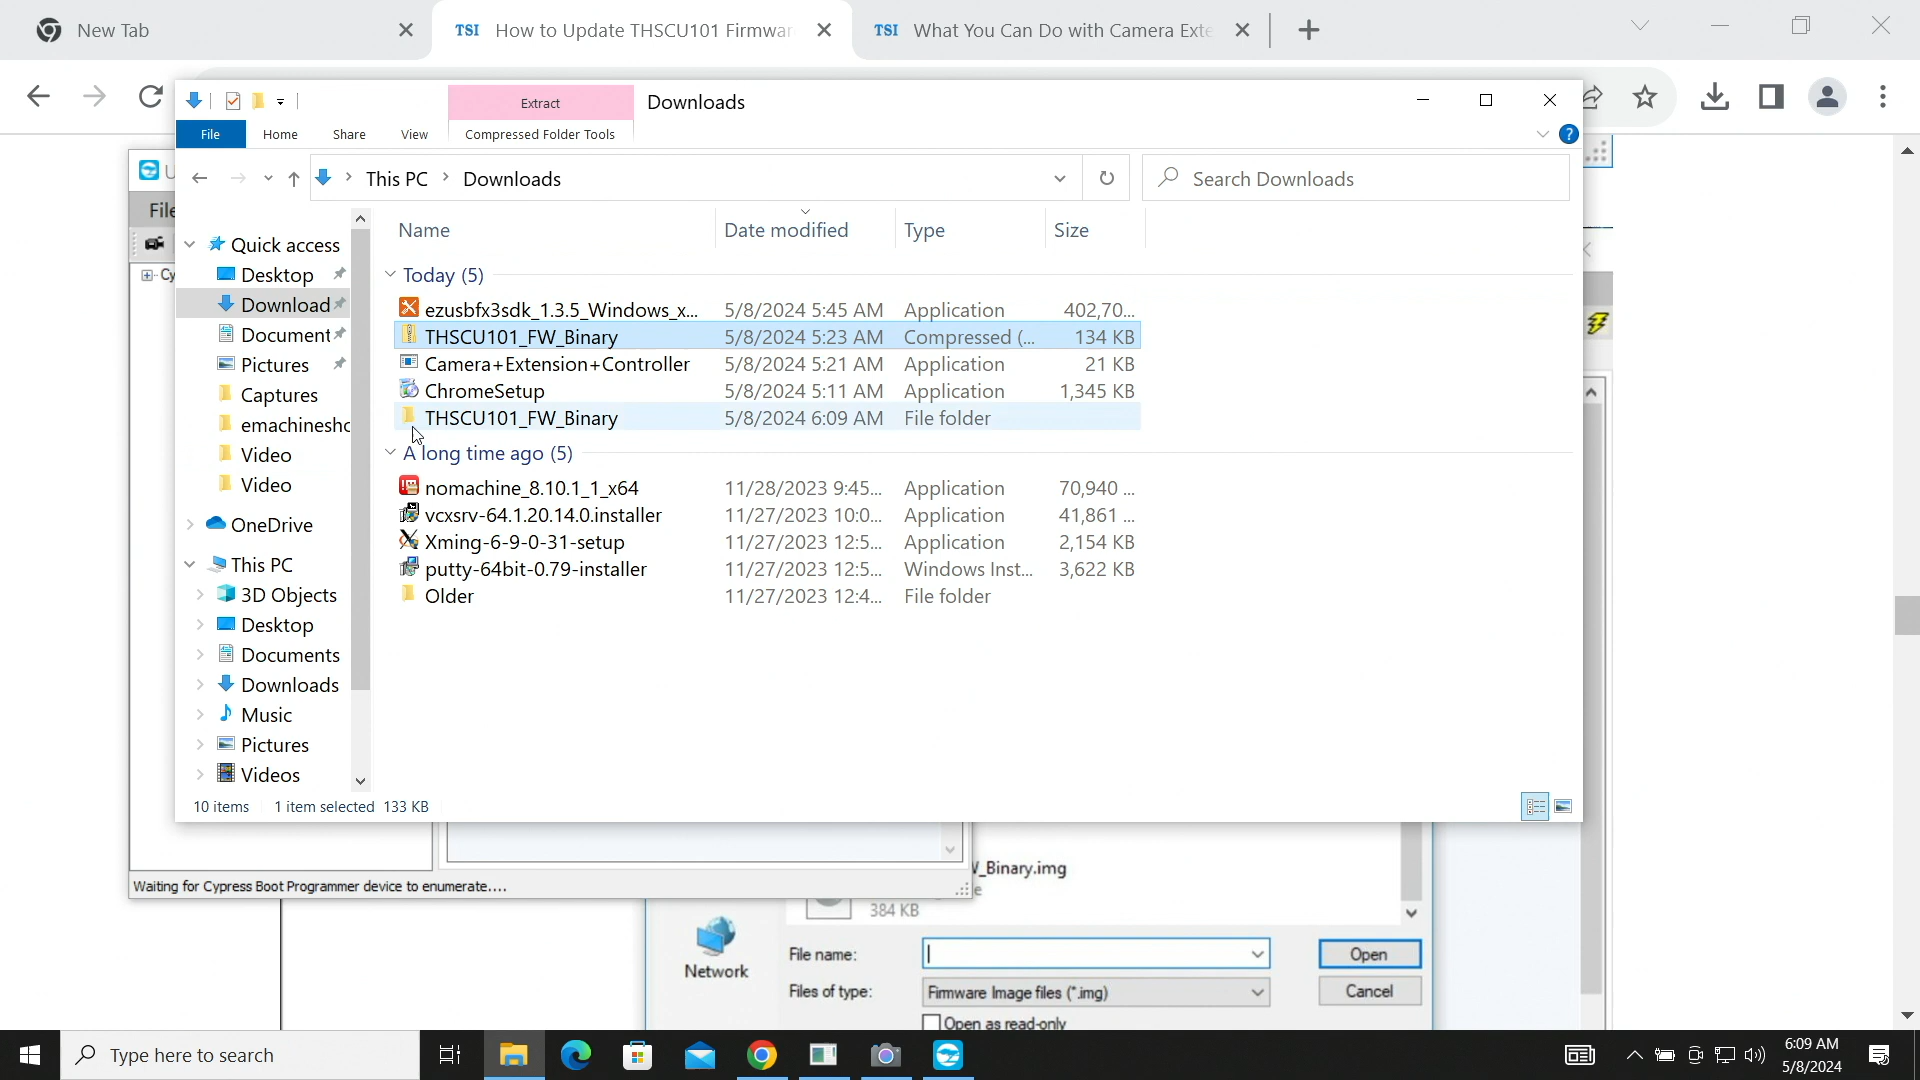 New Tab
TSI How to Update THSCU101 Firmwar
TSI What You Can Do with Camera Exte
Extract
Downloads
File
Home
Share
View
Compressed Folder Tools
This PC
Downloads
Search Downloads
File
Name
Date modified
Type
Size
Cy
Quick access
Desktop
Download
Document
Pictures
Captures
emachinesho
Video
Video
OneDrive
This PC
3D Objects
Desktop
Documents
Downloads
Music
Pictures
Videos
Today (5)
ezusbfx3sdk_1.3.5_Windows_x... 5/8/2024 5:45 AM Application 402,70...
THSCU101_FW_Binary 5/8/2024 5:23 AM Compressed (... 134 KB
Camera+Extension+Controller 5/8/2024 5:21 AM Application 21 KB
ChromeSetup 5/8/2024 5:11 AM Application 1,345 KB
THSCU101_FW_Binary 5/8/2024 6:09 AM File folder
A long time ago (5)
nomachine_8.10.1_1_x64 11/28/2023 9:45... Application 70,940 ...
vcxsrv-64.1.20.14.0.installer 11/27/2023 10:0... Application 41,861 ...
Xming-6-9-0-31-setup 11/27/2023 12:5... Application 2,154 KB
putty-64bit-0.79-installer 11/27/2023 12:5... Windows Inst... 3,622 KB
Older 11/27/2023 12:4... File folder
10 items 1 item selected 133 KB
_Binary.img
384 KB
Waiting for Cypress Boot Programmer device to enumerate....
Network
File name:
Open
Files of type:
Firmware Image files (*.img)
Cancel
Open as read-only
Type here to search
6:09 AM
5/8/2024